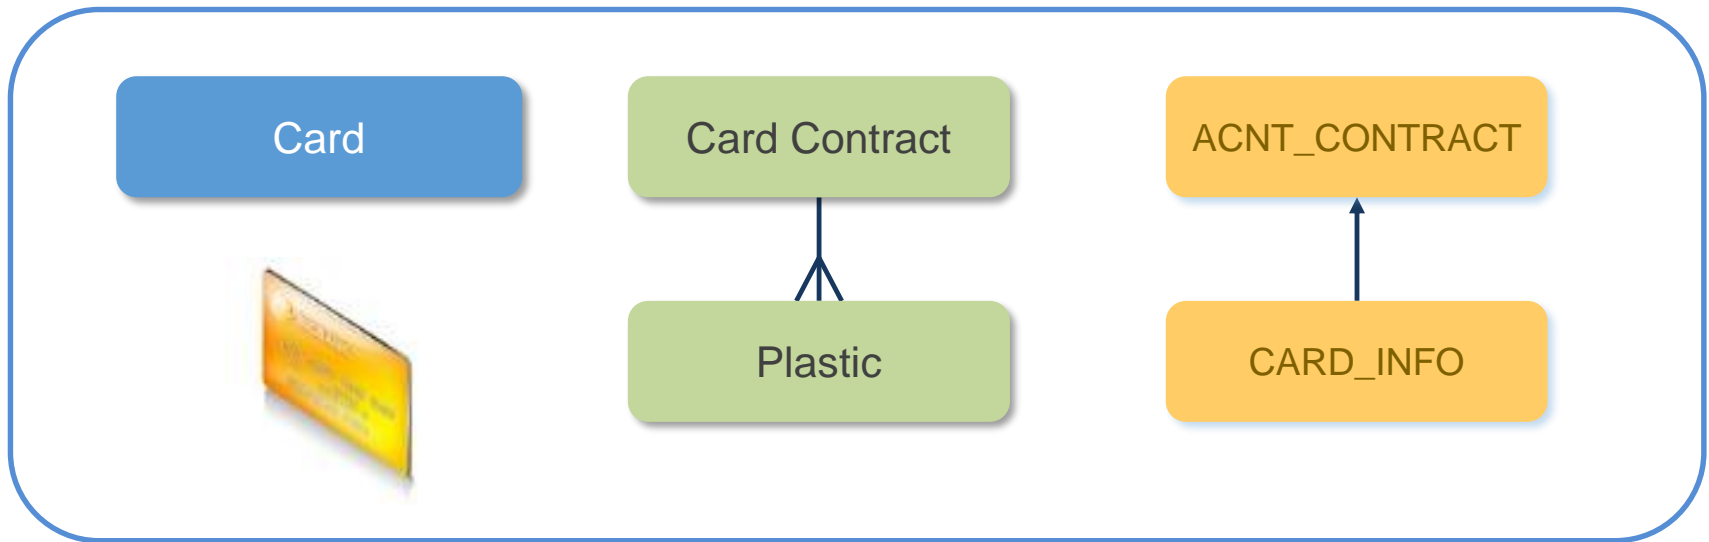 Card
Card Contract
ACNT_CONTRACT
Plastic
CARD_INFO